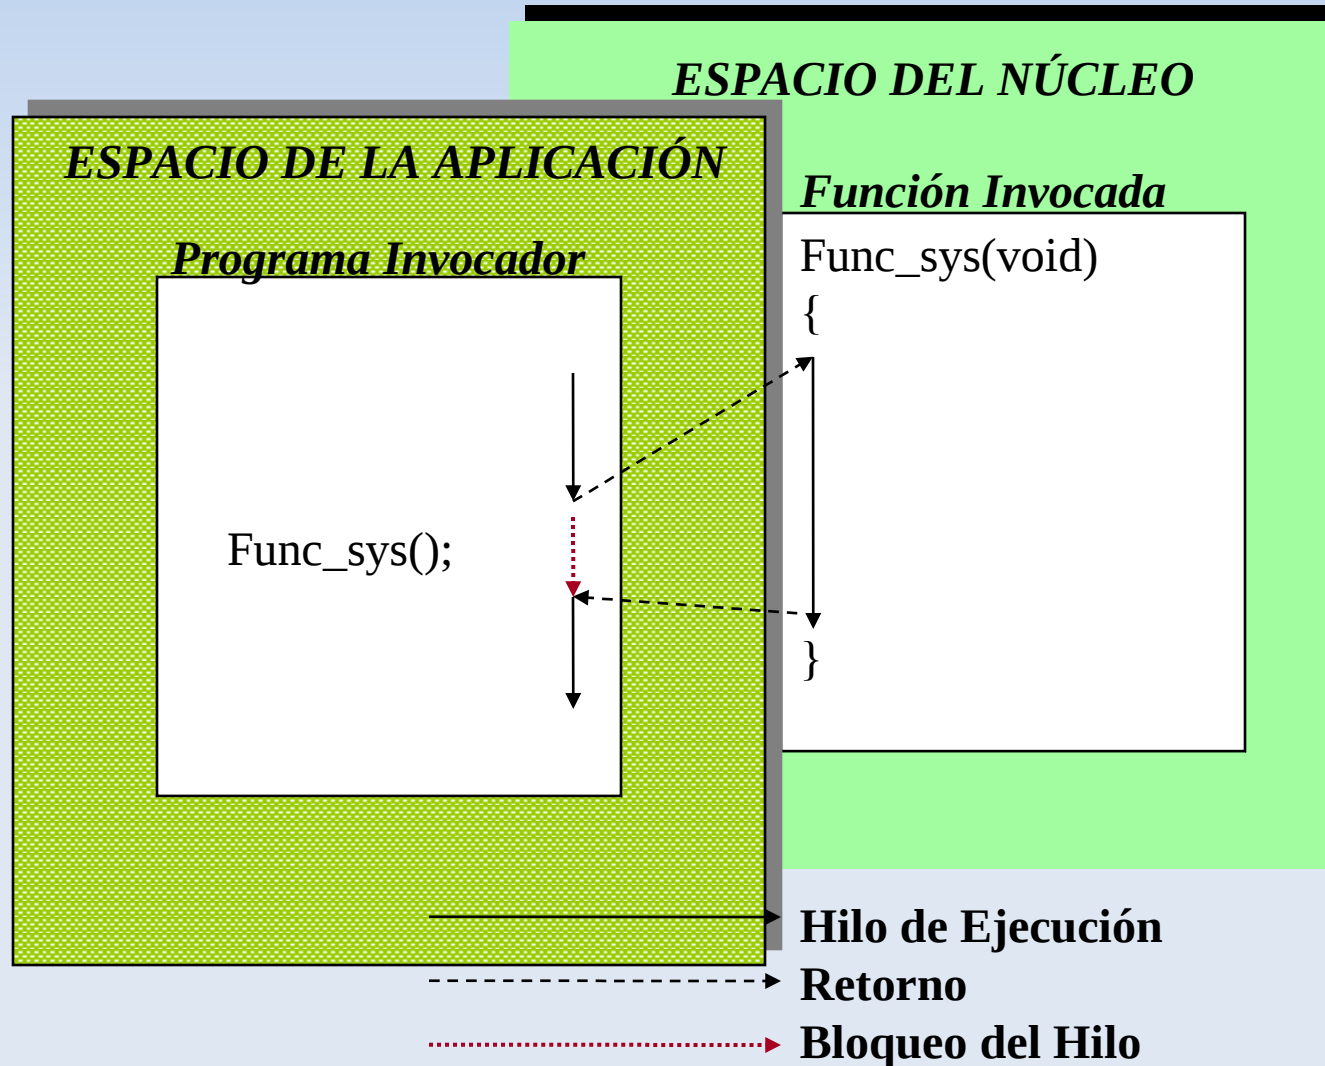 ESPACIO DEL NÚCLEO
ESPACIO DE LA APLICACIÓN
Función Invocada
Programa Invocador
Func_sys(void)
{
Func_sys();
}
Hilo de Ejecución
Retorno
Bloqueo del Hilo